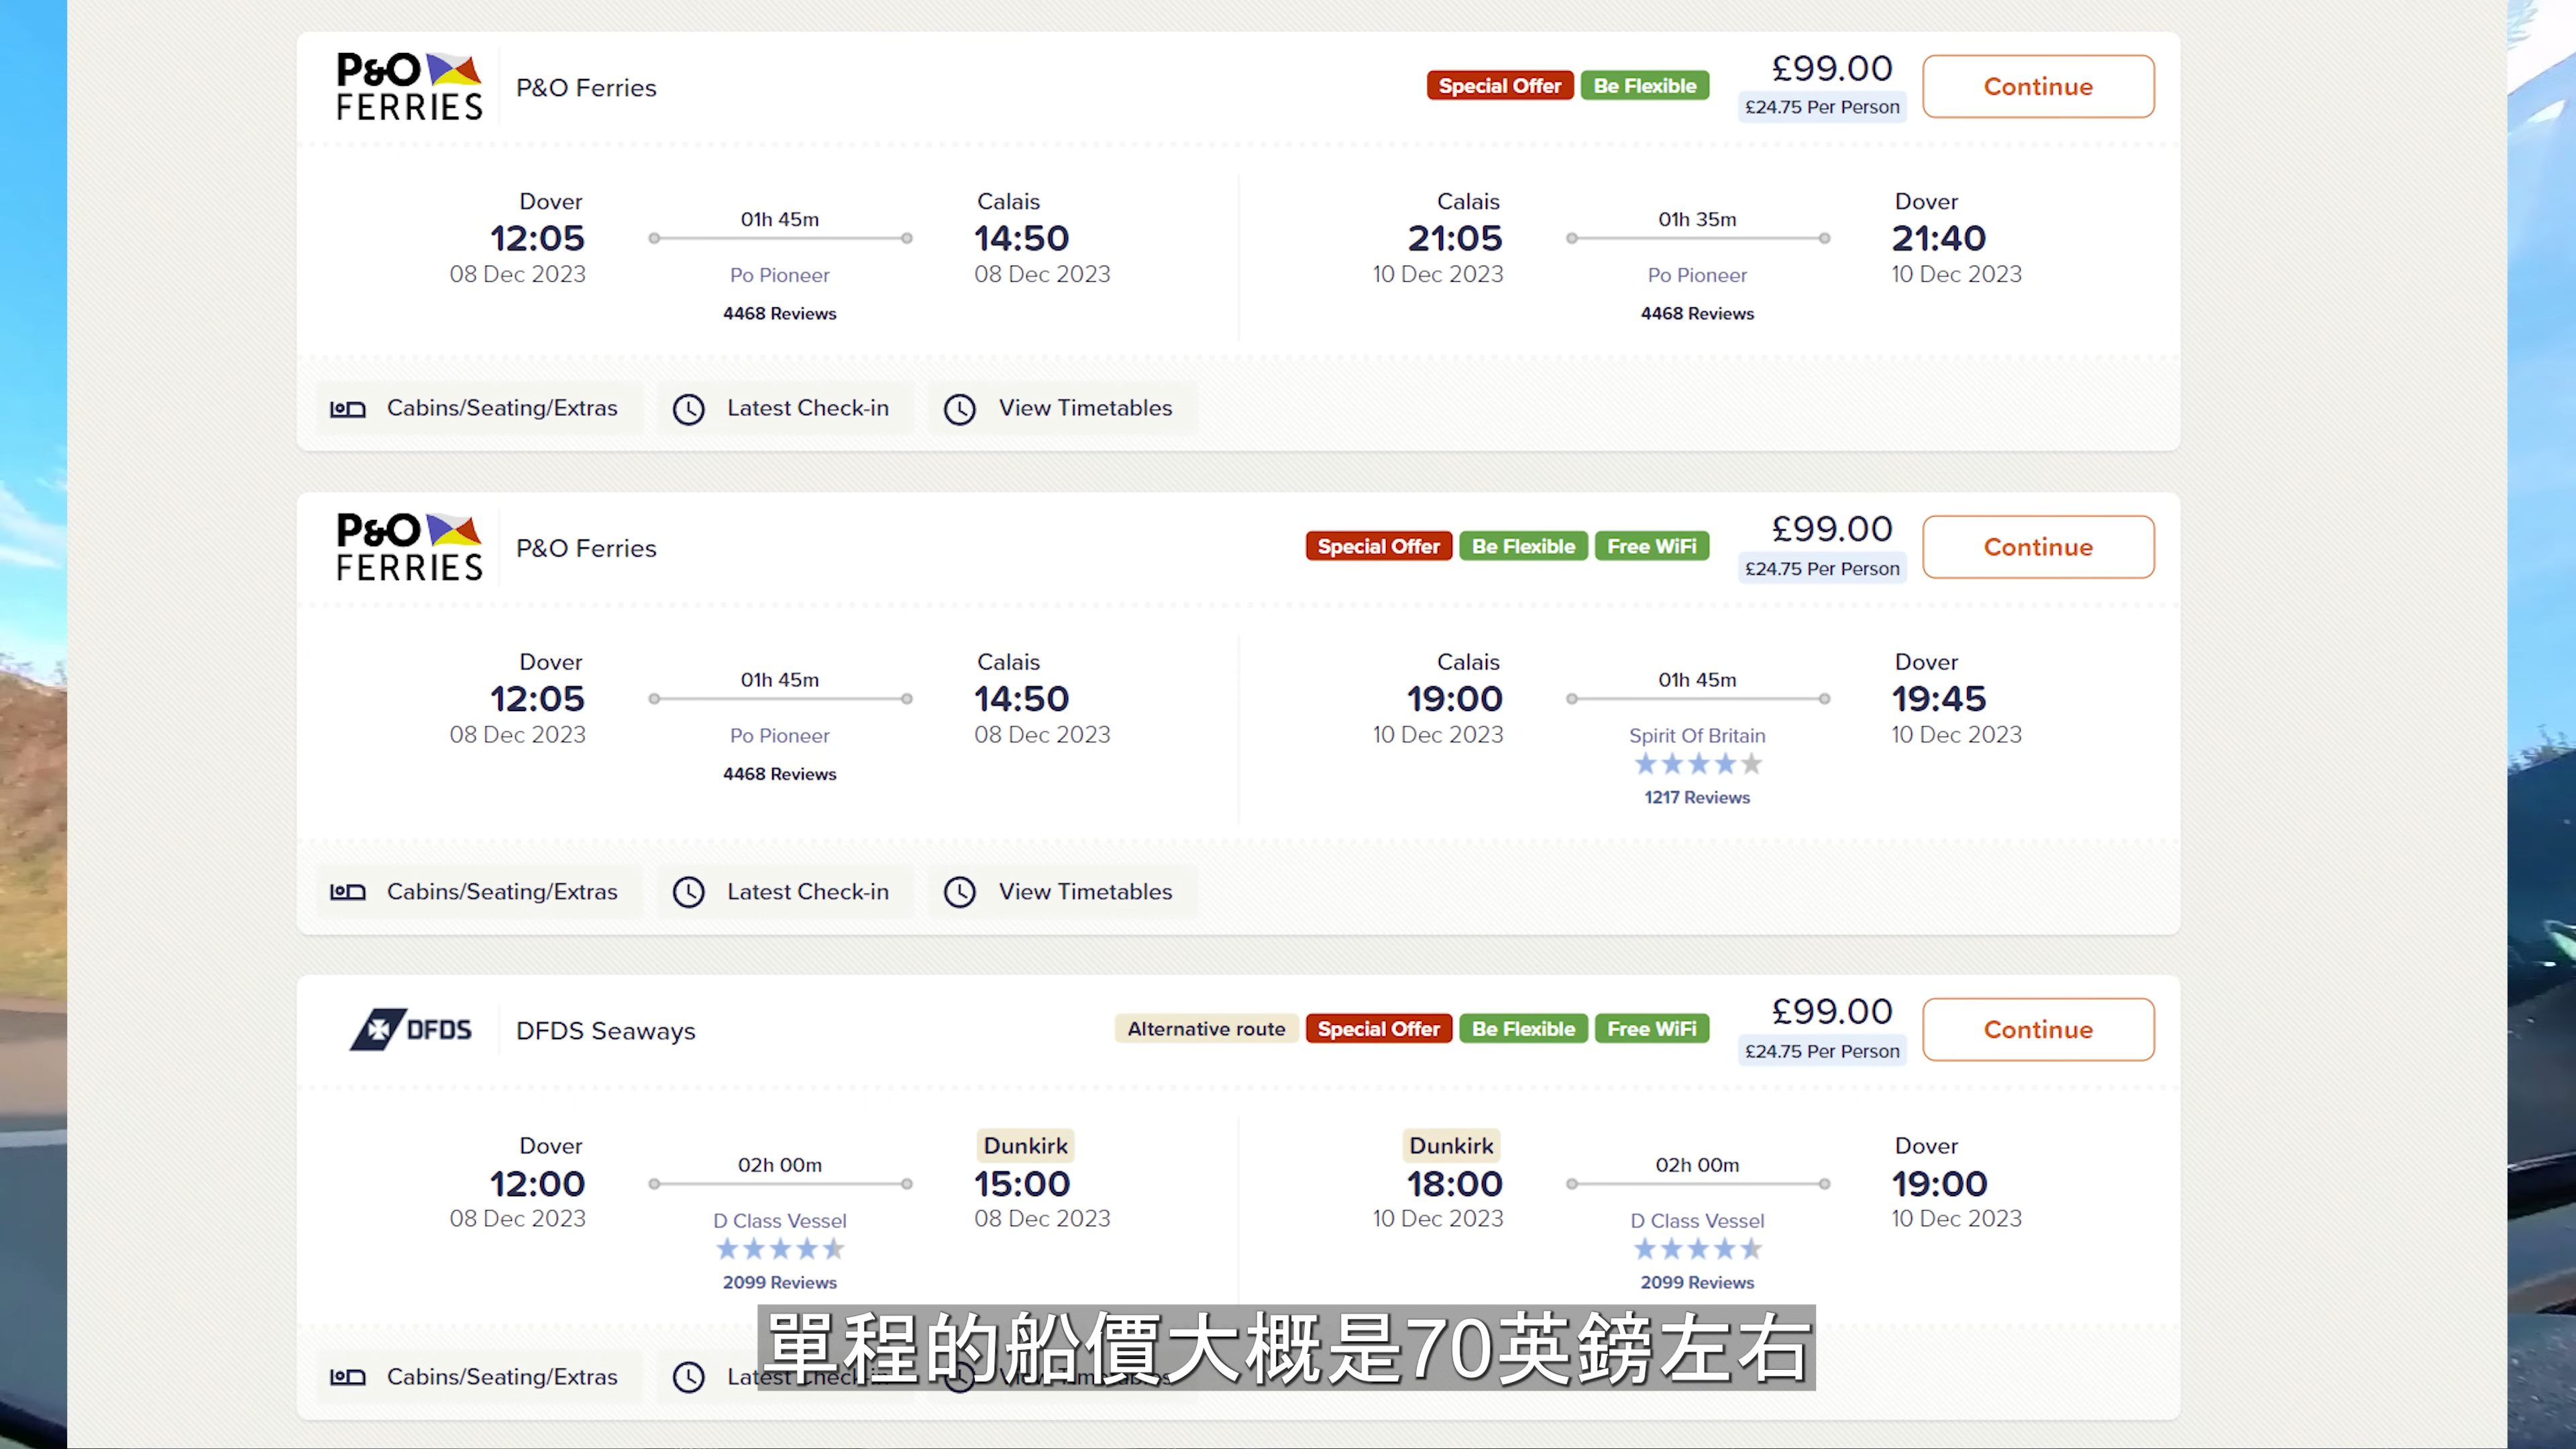 P&O
FERRIES
P&O Ferries
Special Offer
Be Flexible
£99.00
£24.75 Per Person
Continue
Dover
12:05
08 Dec 2023
01h 45m
Po Pioneer
4468 Reviews
Calais
14:50
08 Dec 2023
Calais
21:05
10 Dec 2023
01h 35m
Po Pioneer
4468 Reviews
Dover
21:40
10 Dec 2023
Cabins/Seating/Extras
Latest Check-in
View Timetables
P&O
FERRIES
P&O Ferries
Special Offer
Be Flexible
Free WiFi
£99.00
£24.75 Per Person
Continue
Dover
12:05
08 Dec 2023
01h 45m
Po Pioneer
4468 Reviews
Calais
14:50
08 Dec 2023
Calais
19:00
10 Dec 2023
01h 45m
Spirit Of Britain
1217 Reviews
Dover
19:45
10 Dec 2023
Cabins/Seating/Extras
Latest Check-in
View Timetables
DFDS
DFDS Seaways
Alternative route
Special Offer
Be Flexible
Free WiFi
£99.00
£24.75 Per Person
Continue
Dover
12:00
08 Dec 2023
02h 00m
D Class Vessel
2099 Reviews
Dunkirk
15:00
08 Dec 2023
Dunkirk
18:00
10 Dec 2023
02h 00m
D Class Vessel
2099 Reviews
Dover
19:00
10 Dec 2023
Cabins/Seating/Extras
Latest Check-in
View Timetables
單程的船價大概是70英鎊左右